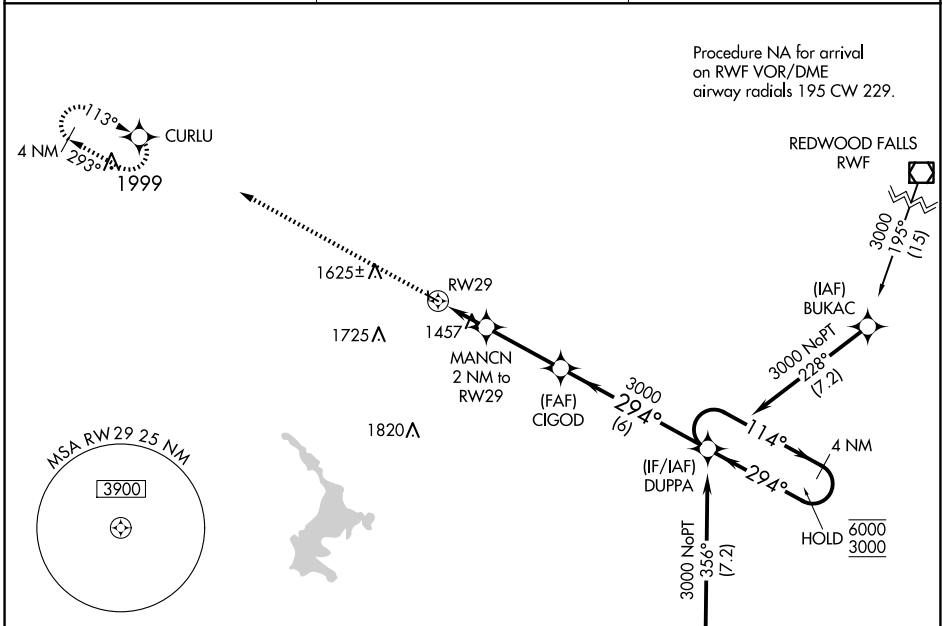 Procedure NA for arrival
on RWF VOR/DME
airway radials 195 CW 229.
113°
CURLU
4 NM
293°
1999
REDWOOD FALLS
RWF
3000
195°
(15)
1625±
RW29
(IAF)
BUKAC
1725
1457
MANCN
2 NM to
RW29
3000 NoPT
228°
(7.2)
(FAF)
CIGOD
3000
294°
(6)
1820
114°
4 NM
(IF/IAF)
DUPPA
294°
MSA RW29 25 NM
3900
HOLD
6000
3000
3000 NoPT
356°
(7.2)